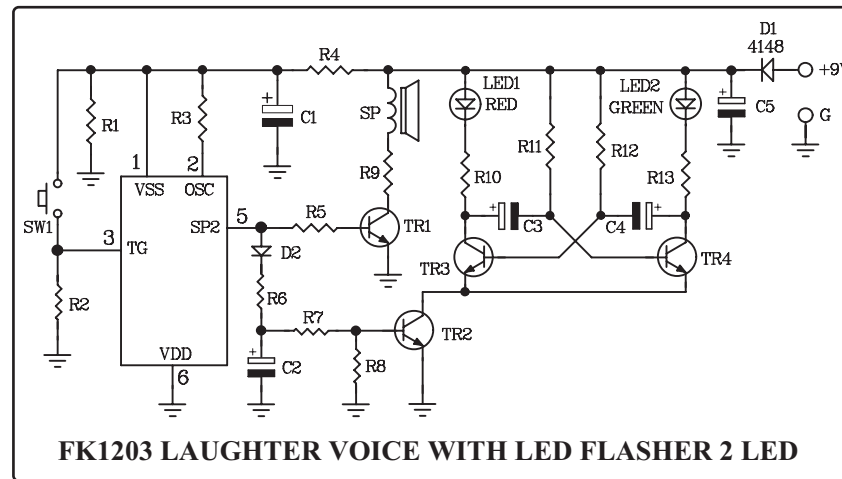 D1
4148
+9V
R4
LED1
RED
LED2
GREEN
C5
G
R1
R3
C1
SP
R11
R12
1
2
R9
R10
R13
VSS
OSC
SW1
SP2
5
R5
TR1
C3
C4
3
TG
D2
TR3
TR4
R2
R6
R7
TR2
VDD
C2
R8
6
FK1203 LAUGHTER VOICE WITH LED FLASHER 2 LED